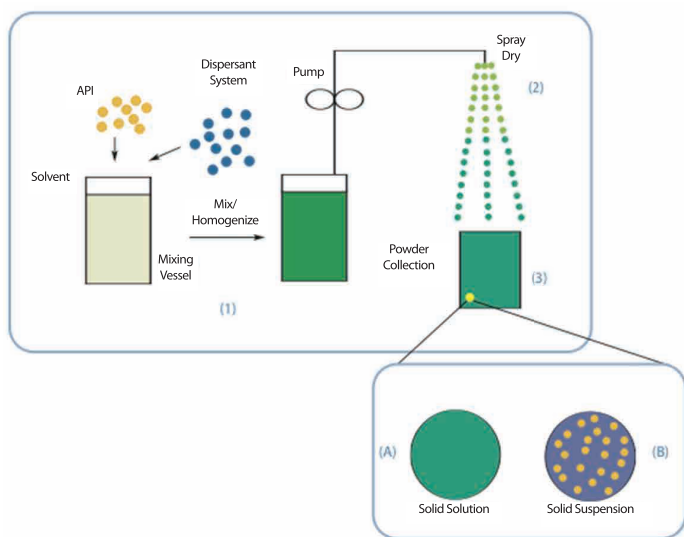 API
Dispersant
System
Pump
Spray
Dry
(2)
Solvent
Mix/
Homogenize
Mixing
Vessel
(1)
Powder
Collection
(3)
(A)
(B)
Solid Solution
Solid Suspension